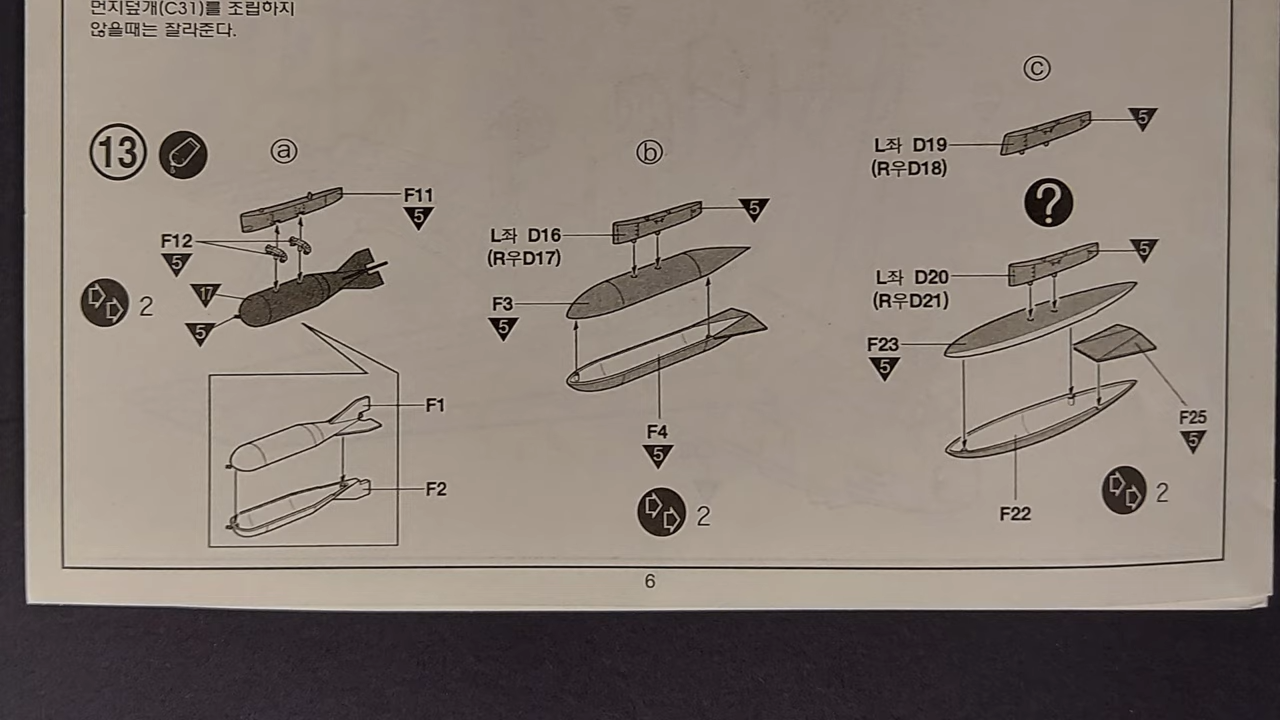 먼지덮개(C31)를 조립하지
않을때는 잘라준다.
13
ⓐ
F11
5
F12
5
17
5
2
F1
F2
ⓑ
5
L좌 D16
(R우D17)
F3
5
F4
5
2
ⓒ
5
L좌 D19
(R우D18)
?
5
L좌 D20
(R우D21)
F23
5
F25
5
F22
2
6